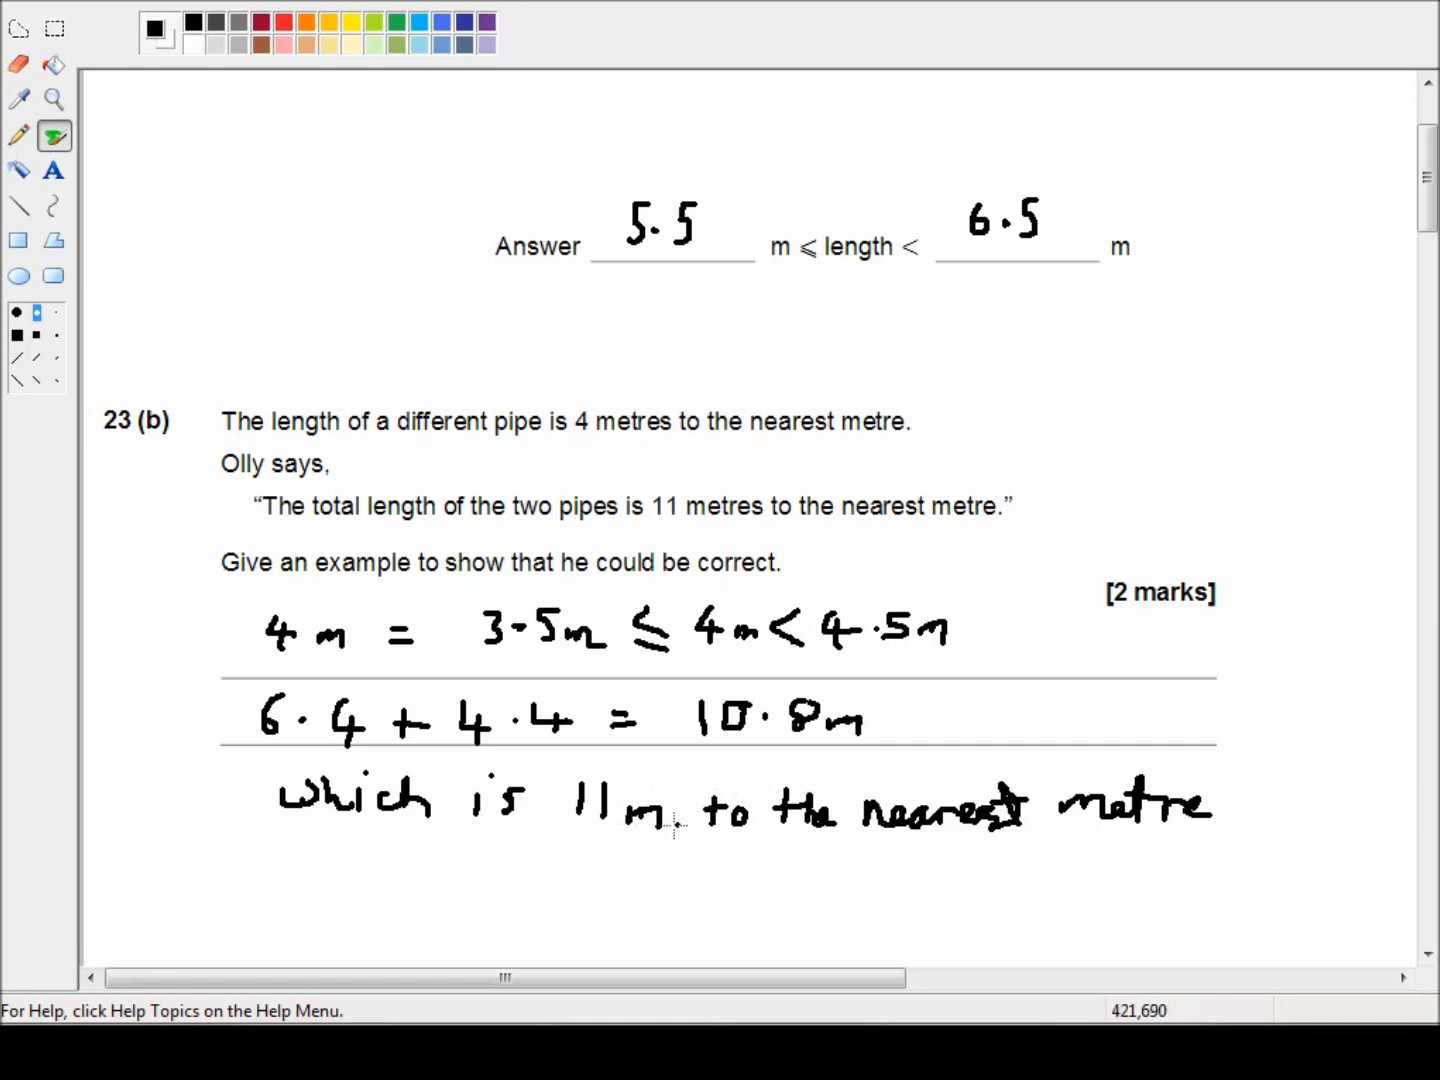 Answer 5.5 m ⩽ length < 6.5 m
23 (b) The length of a different pipe is 4 metres to the nearest metre.
Olly says,
“The total length of the two pipes is 11 metres to the nearest metre.”
Give an example to show that he could be correct.
[2 marks]
4 m = 3.5m ≤ 4m < 4.5m
6.4 + 4.4 = 10.8m
which is 11m. to the nearest metre
For Help, click Help Topics on the Help Menu. 421,690